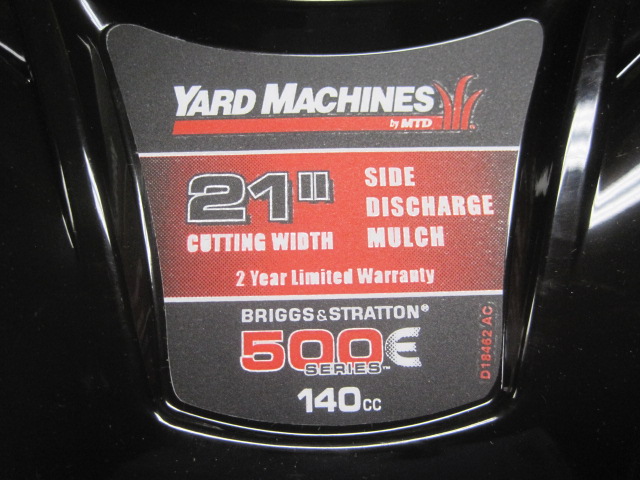 YARD MACHINES
by MTD
21" SIDE
DISCHARGE
CUTTING WIDTH MULCH
2 Year Limited Warranty
BRIGGS & STRATTON®
500E
SERIES™
140CC
D18462 AC